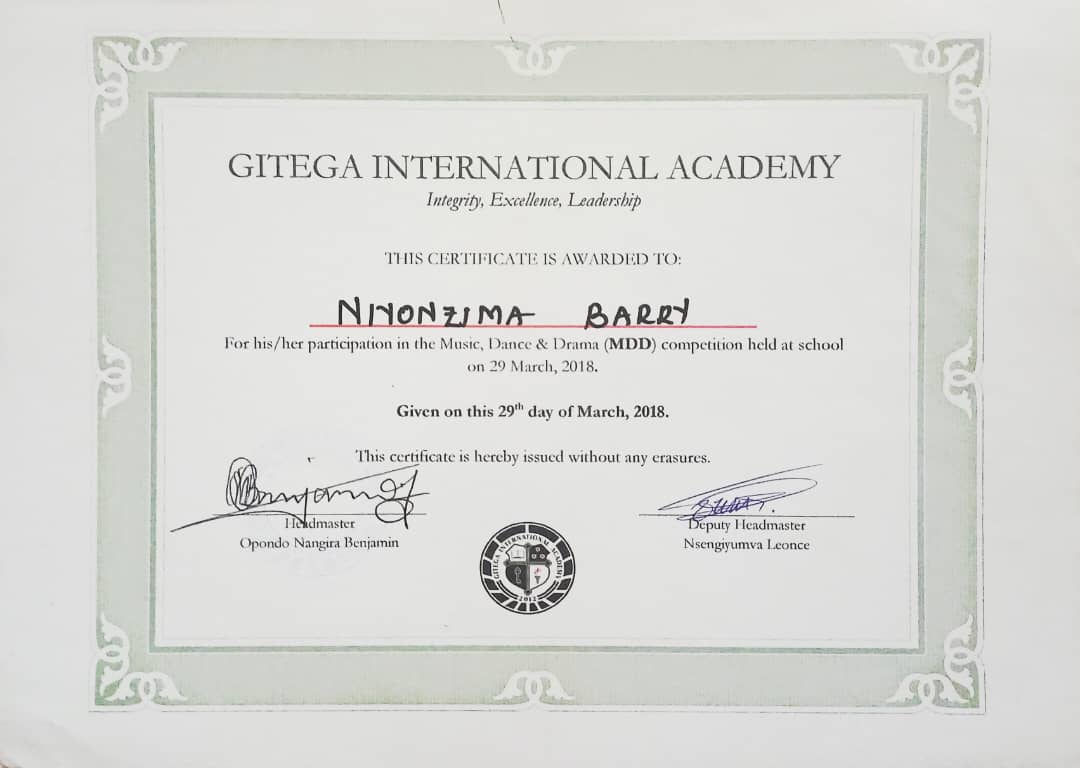 GITEGA INTERNATIONAL ACADEMY
Integrity, Excellence, Leadership
THIS CERTIFICATE IS AWARDED TO:
NIYONZIMA BARRY
For his/her participation in the Music, Dance & Drama (MDD) competition held at school
on 29 March, 2018.
Given on this 29th day of March, 2018.
This certificate is hereby issued without any erasures.
Headmaster
Opondo Nangira Benjamin
Deputy Headmaster
Nsengiyumva Leonce
GITEGA INTERNATIONAL ACADEMY
2012